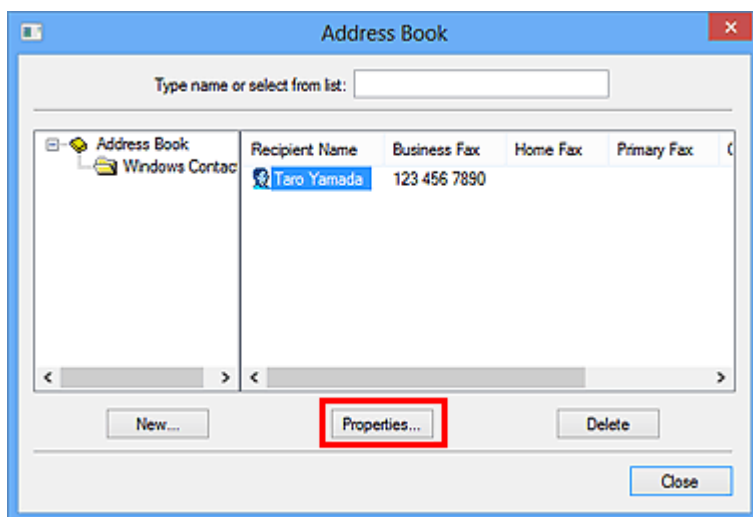 Address Book
Type name or select from list:
Address Book
Windows Contac
Recipient Name Business Fax Home Fax Primary Fax
Taro Yamada 123 456 7890
New... Properties... Delete
Close